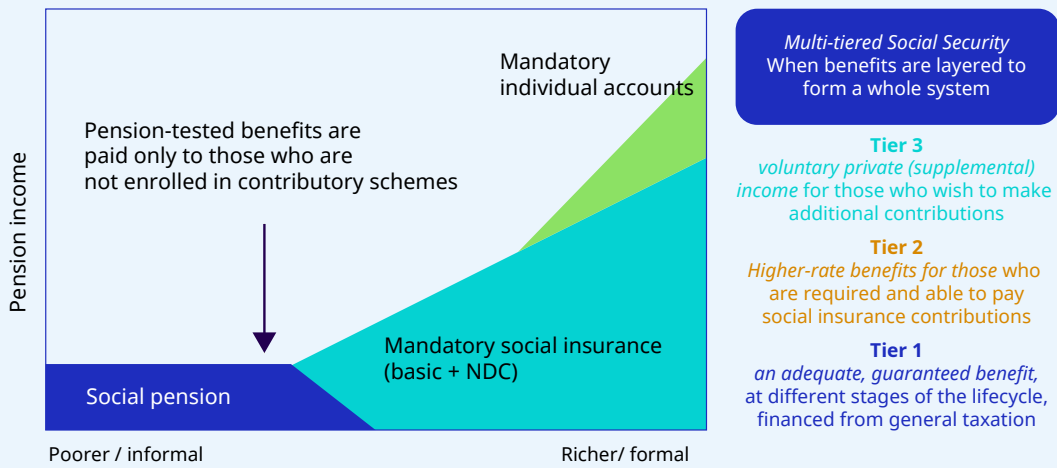 Mandatory
individual accounts
Pension-tested benefits are
paid only to those who are
not enrolled in contributory schemes
Pension income
Mandatory social insurance
(basic + NDC)
Social pension
Poorer / informal
Richer/ formal
Multi-tiered Social Security
When benefits are layered to
form a whole system
Tier 3
voluntary private (supplemental)
income for those who wish to make
additional contributions
Tier 2
Higher-rate benefits for those who
are required and able to pay
social insurance contributions
Tier 1
an adequate, guaranteed benefit,
at different stages of the lifecycle,
financed from general taxation